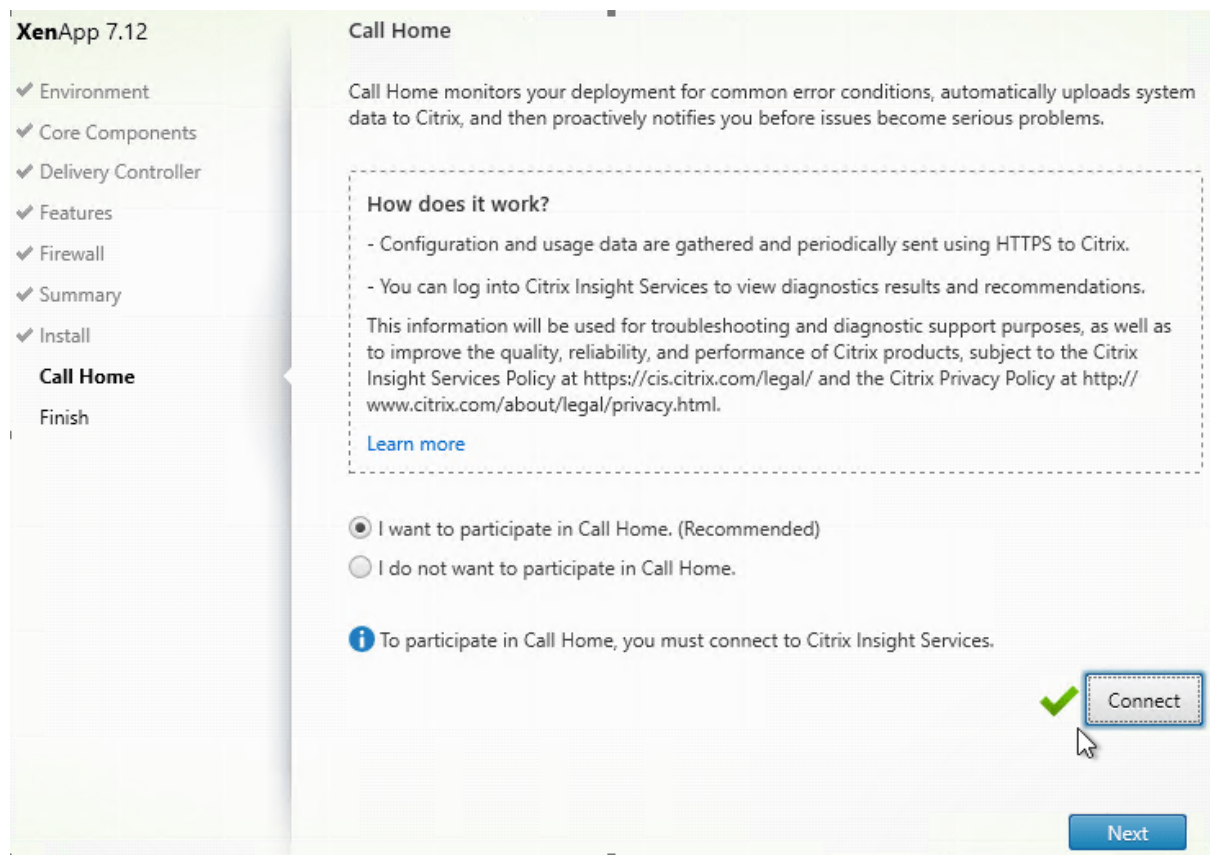 XenApp 7.12
Environment
Core Components
Delivery Controller
Features
Firewall
Summary
Install
Call Home
Finish
Call Home
Call Home monitors your deployment for common error conditions, automatically uploads system
data to Citrix, and then proactively notifies you before issues become serious problems.
How does it work?
- Configuration and usage data are gathered and periodically sent using HTTPS to Citrix.
- You can log into Citrix Insight Services to view diagnostics results and recommendations.
This information will be used for troubleshooting and diagnostic support purposes, as well as
to improve the quality, reliability, and performance of Citrix products, subject to the Citrix
Insight Services Policy at https://cis.citrix.com/legal/ and the Citrix Privacy Policy at http://
www.citrix.com/about/legal/privacy.html.
Learn more
I want to participate in Call Home. (Recommended)
I do not want to participate in Call Home.
To participate in Call Home, you must connect to Citrix Insight Services.
Connect
Next